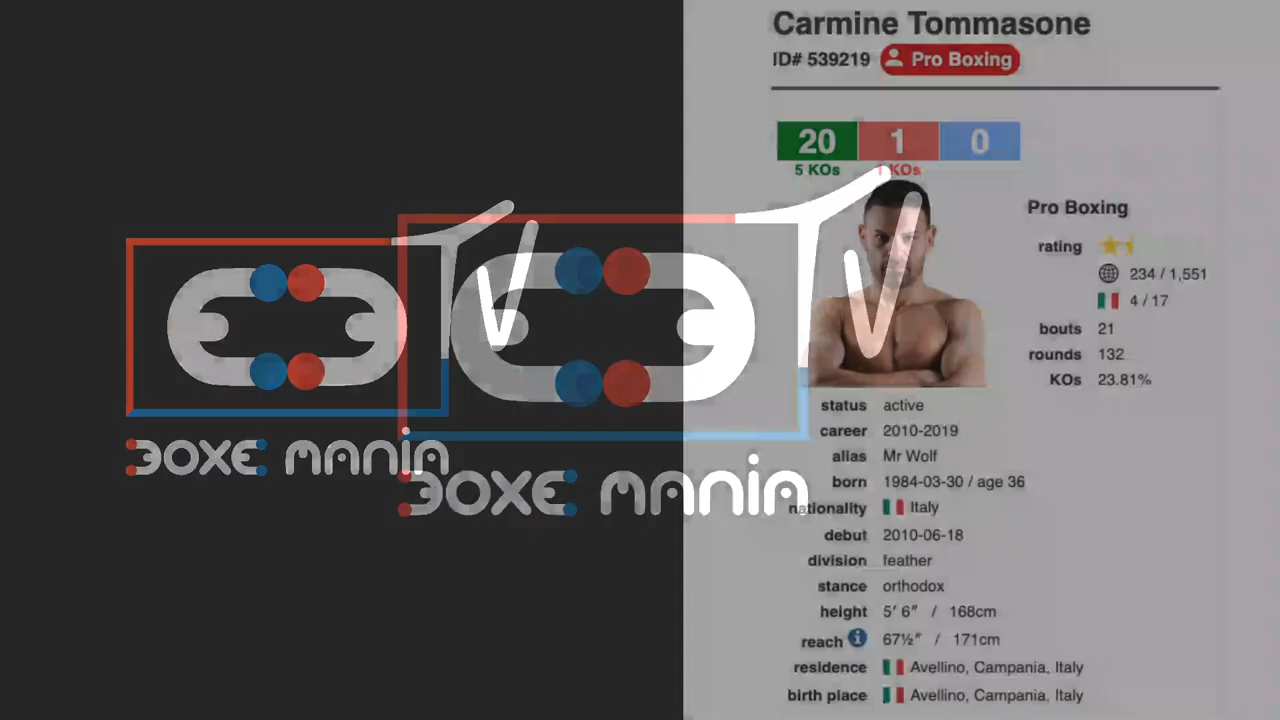 Carmine Tommasone
ID# 539219 Pro Boxing
20 1 0
5 KOs 1 KOs
Pro Boxing
rating
234 / 1,551
4 / 17
bouts 21
rounds 132
KOs 23.81%
TV
BOXE MANIA
TV
BOXE MANIA
status active
career 2010-2019
alias Mr Wolf
born 1984-03-30 / age 36
nationality Italy
debut 2010-06-18
division feather
stance orthodox
height 5′ 6″ / 168cm
reach 67½″ / 171cm
residence Avellino, Campania, Italy
birth place Avellino, Campania, Italy